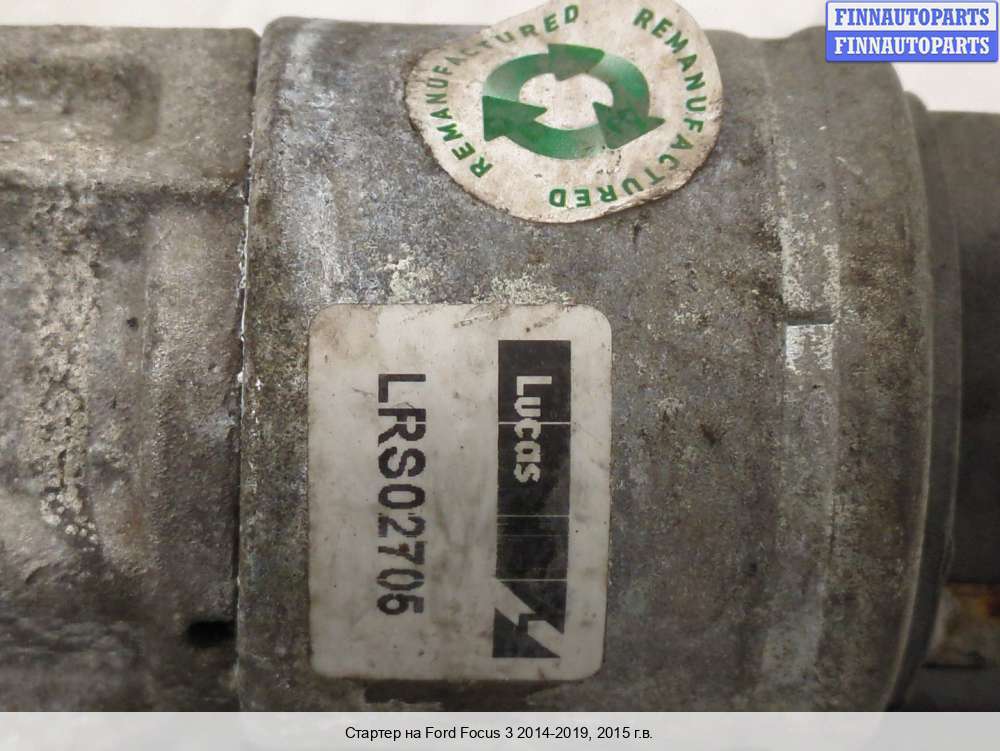 FINNAUTOPARTS
FINNAUTOPARTS
REMANUFACTURED REMANUFACTURED
Lucas
LRS02706
Стартер на Ford Focus 3 2014-2019, 2015 г.в.